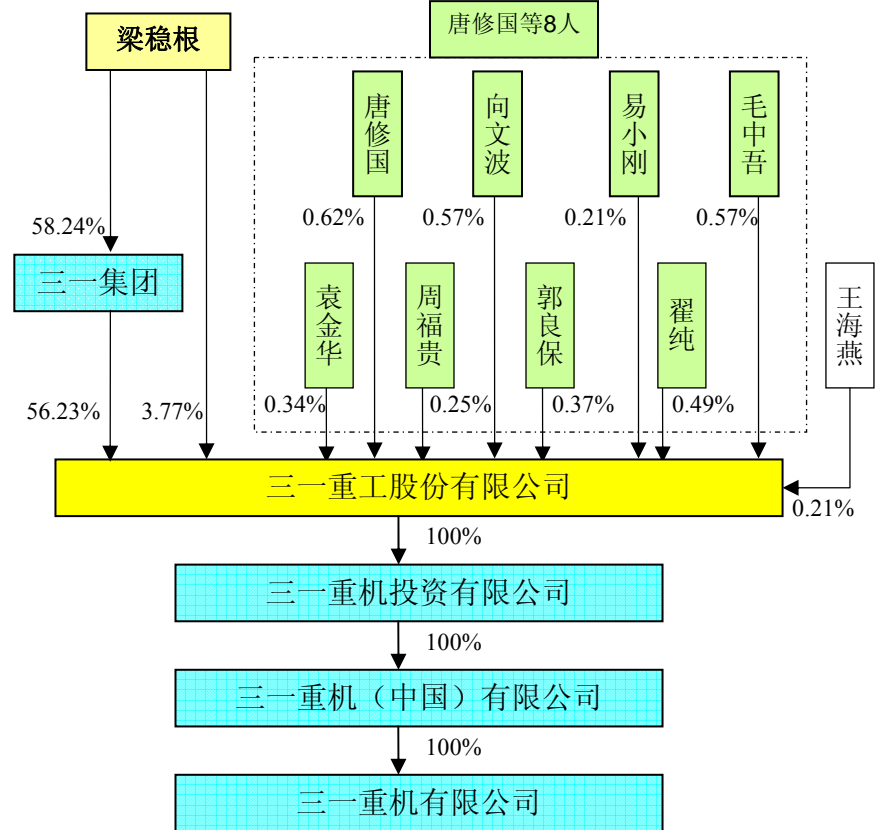 梁稳根
唐修国等8人
唐修国
向文波
易小刚
毛中吾
0.62%
0.57%
0.21%
0.57%
58.24%
三一集团
袁金华
周福贵
郭良保
翟纯
王海燕
56.23%
3.77%
0.34%
0.25%
0.37%
0.49%
三一重工股份有限公司
0.21%
100%
三一重机投资有限公司
100%
三一重机（中国）有限公司
100%
三一重机有限公司